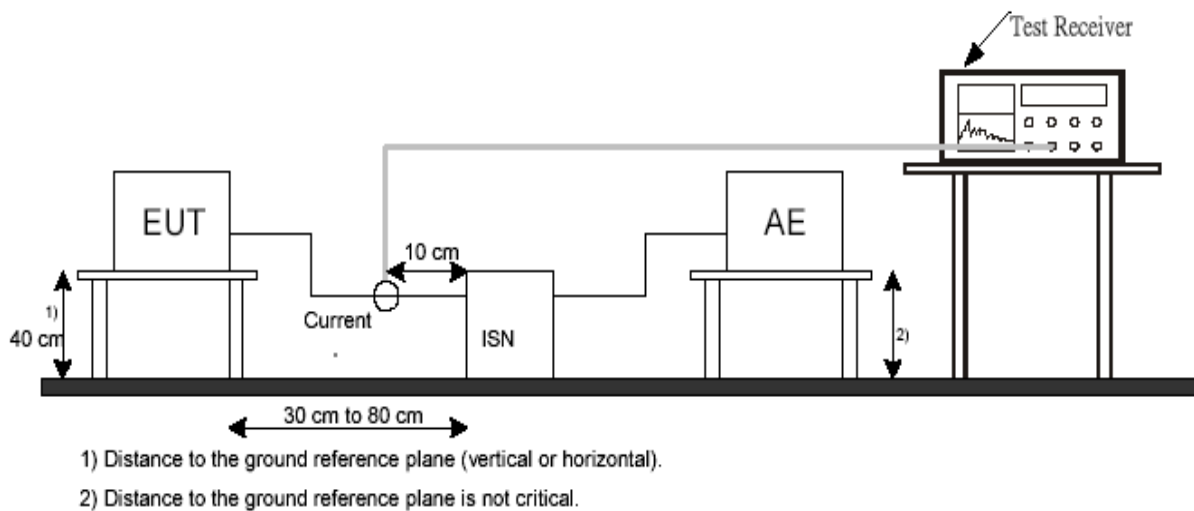 Test Receiver
EUT
AE
10 cm
1)
40 cm
Current
ISN
2)
30 cm to 80 cm
1) Distance to the ground reference plane (vertical or horizontal).
2) Distance to the ground reference plane is not critical.